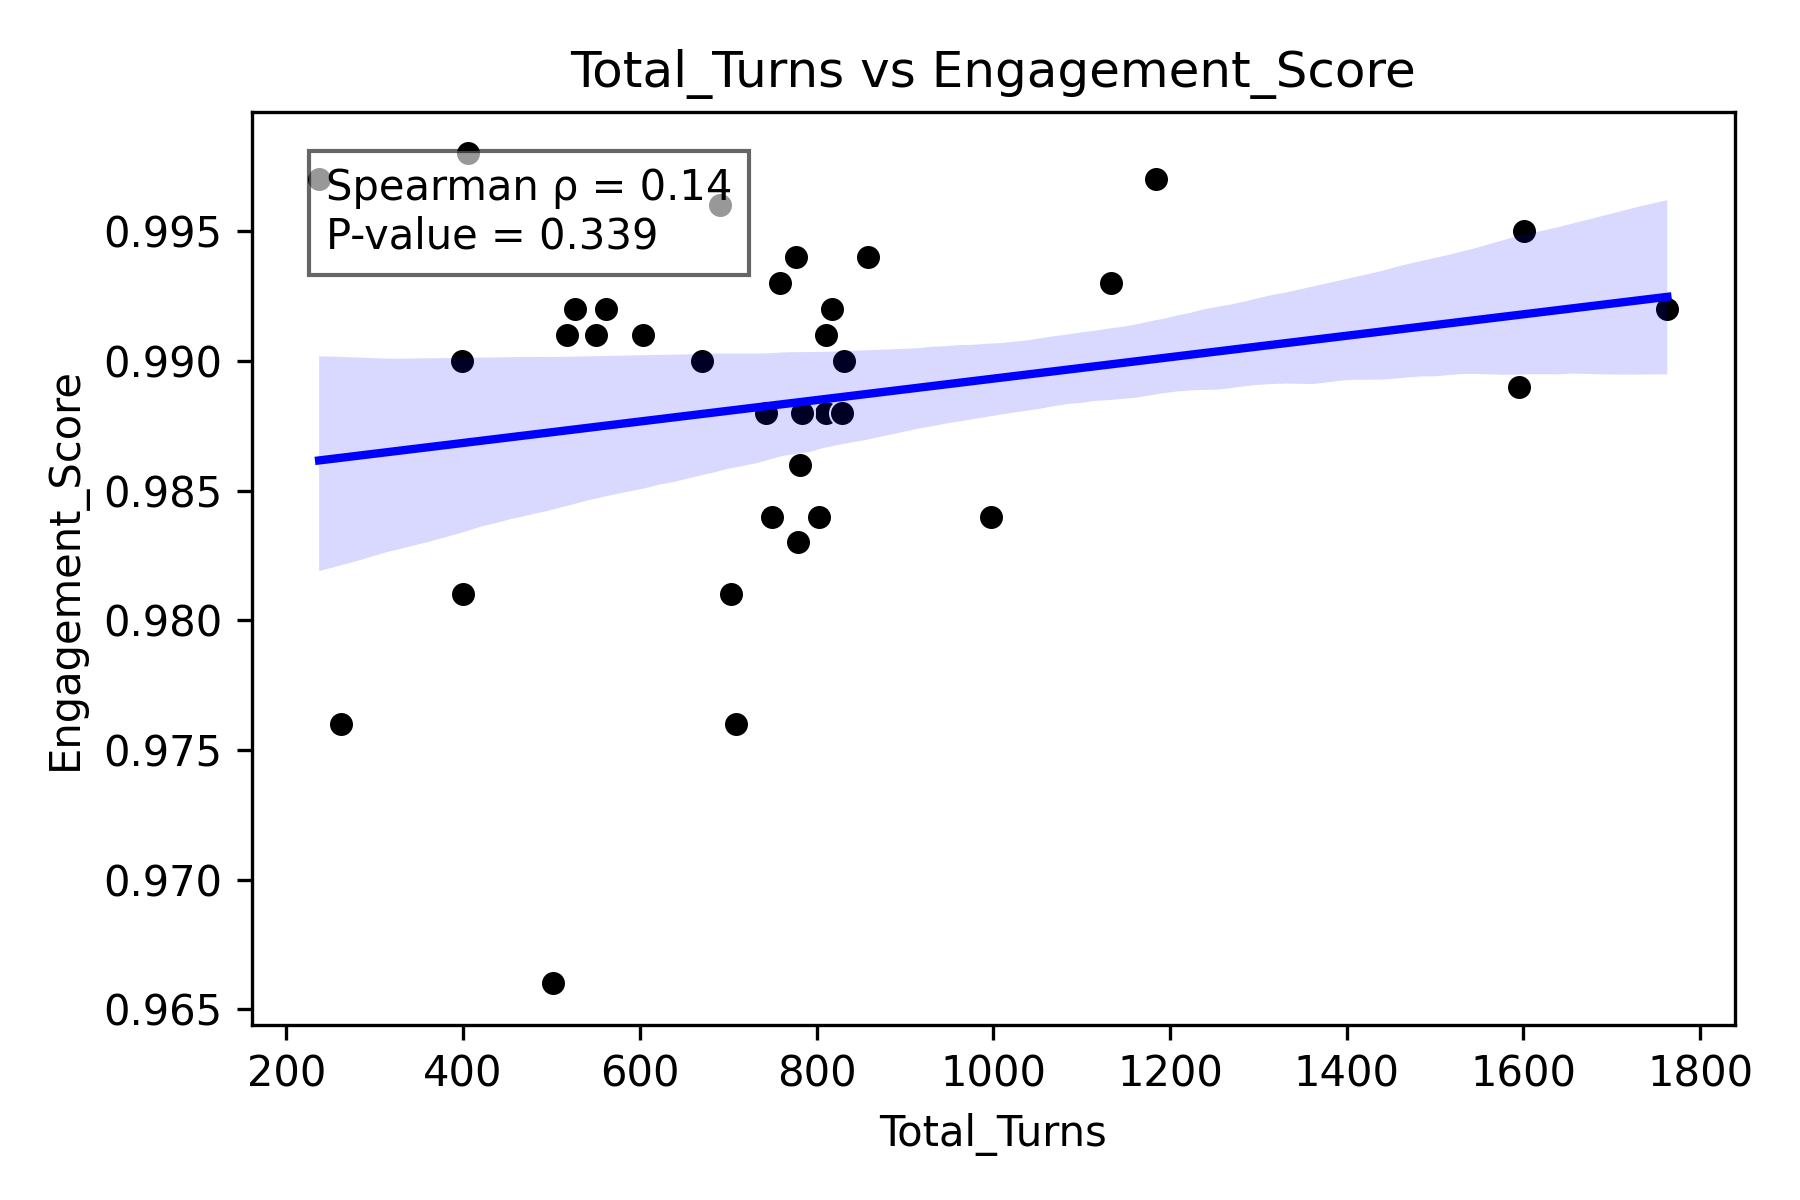 Total_Turns vs Engagement_Score
Spearman ρ = 0.14
P-value = 0.339
Engagement_Score
0.995
0.990
0.985
0.980
0.975
0.970
0.965
200 400 600 800 1000 1200 1400 1600 1800
Total_Turns